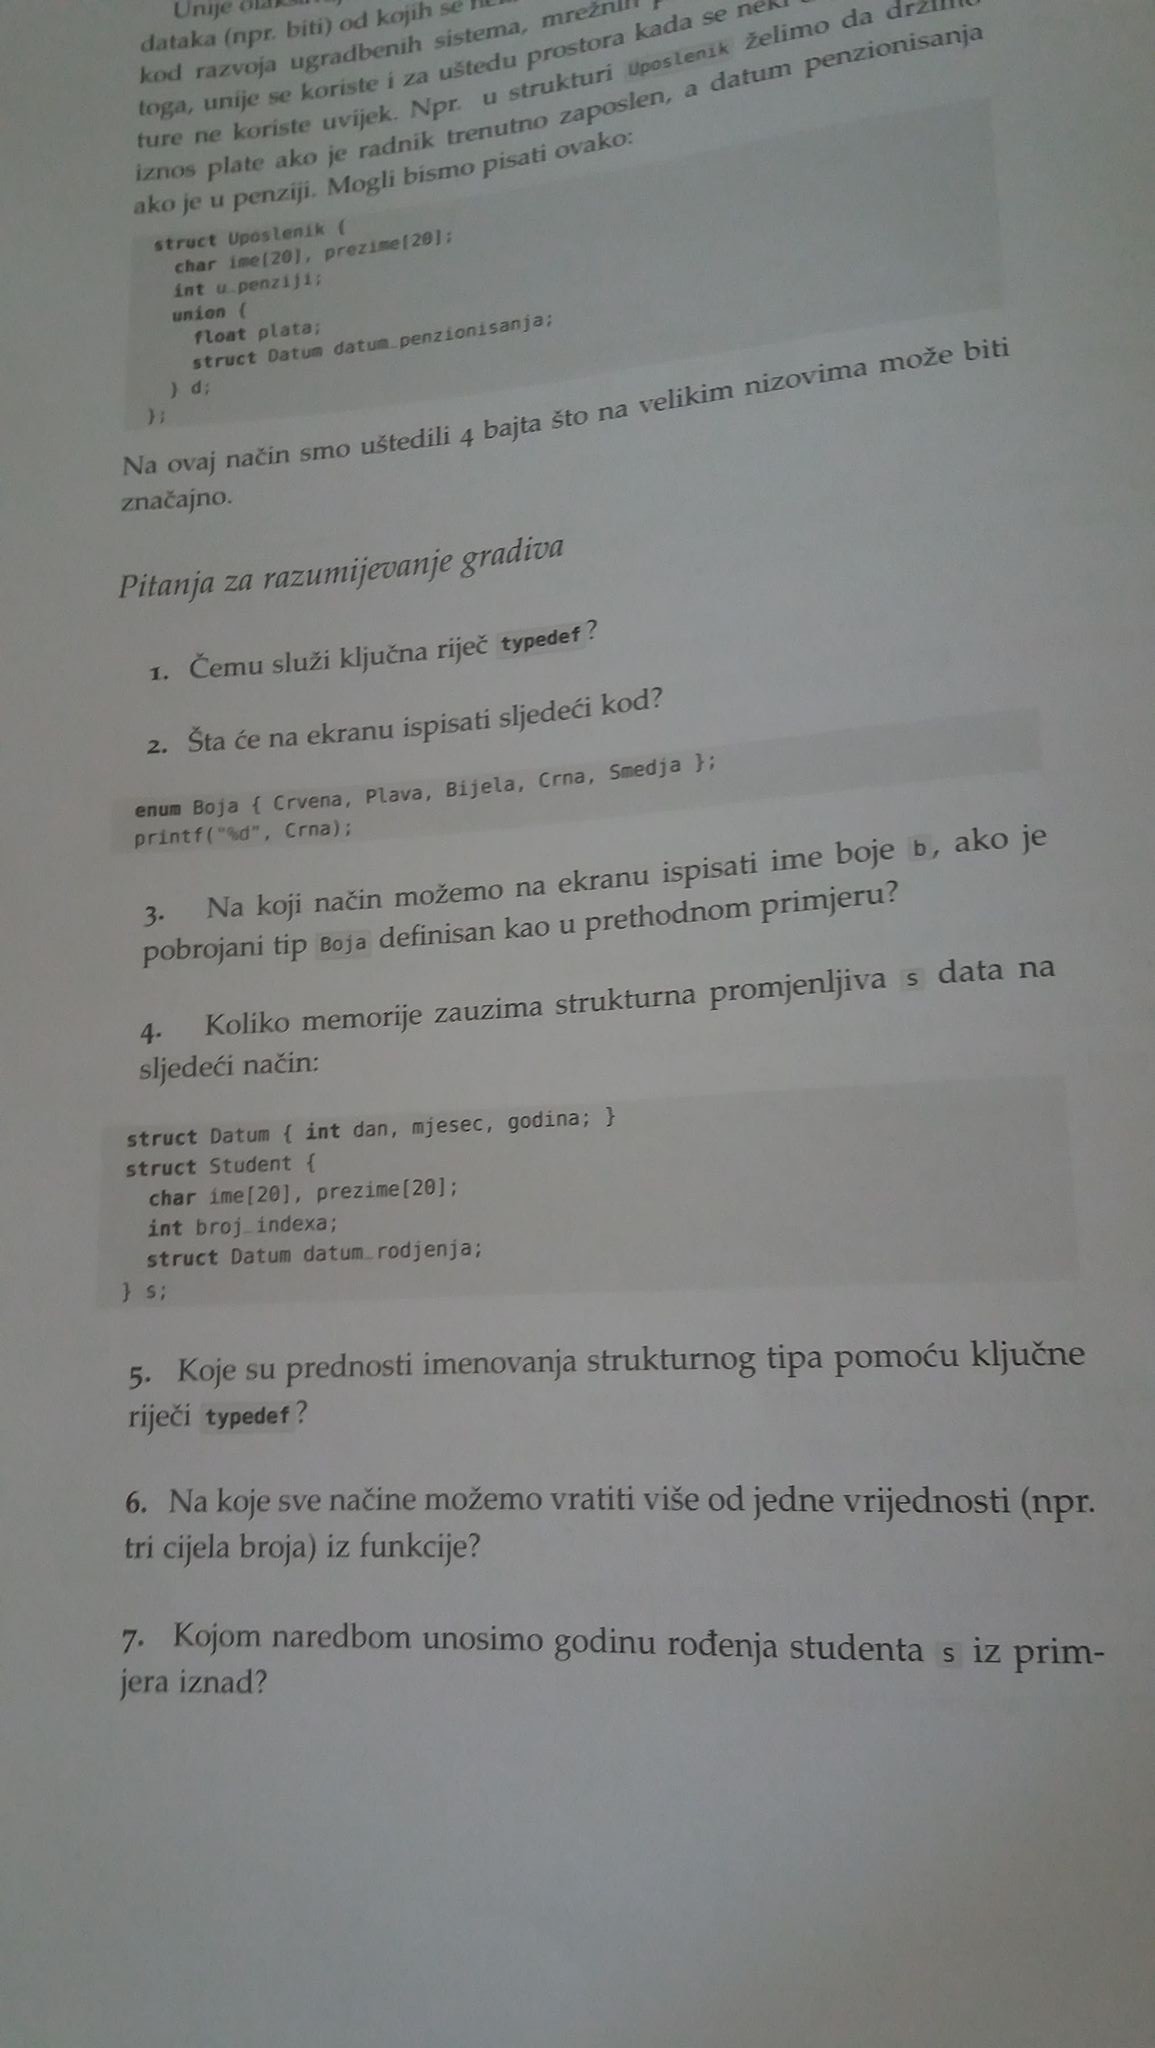 Unije
dataka (npr. biti) od kojih se
kod razvoja ugradbenih sistema, mrežnih
toga, unije se koriste i za uštedu prostora kada se neki
ture ne koriste uvijek. Npr. u strukturi Uposlenik želimo da držimo
iznos plate ako je radnik trenutno zaposlen, a datum penzionisanja
ako je u penziji. Mogli bismo pisati ovako:
struct Uposlenik {
char ime[20], prezime[20];
int u_penziji;
union {
float plata;
struct Datum datum_penzionisanja;
} d;
};
Na ovaj način smo uštedili 4 bajta što na velikim nizovima može biti
značajno.
Pitanja za razumijevanje gradiva
1. Čemu služi ključna riječ typedef?
2. Šta će na ekranu ispisati sljedeći kod?
enum Boja { Crvena, Plava, Bijela, Crna, Smedja };
printf("%d", Crna);
3. Na koji način možemo na ekranu ispisati ime boje b, ako je
pobrojani tip Boja definisan kao u prethodnom primjeru?
4. Koliko memorije zauzima strukturna promjenljiva s data na
sljedeći način:
struct Datum { int dan, mjesec, godina; }
struct Student {
char ime[20], prezime[20];
int broj_indexa;
struct Datum datum_rodjenja;
} s;
5. Koje su prednosti imenovanja strukturnog tipa pomoću ključne
riječi typedef?
6. Na koje sve načine možemo vratiti više od jedne vrijednosti (npr.
tri cijela broja) iz funkcije?
7. Kojom naredbom unosimo godinu rođenja studenta s iz prim-
jera iznad?